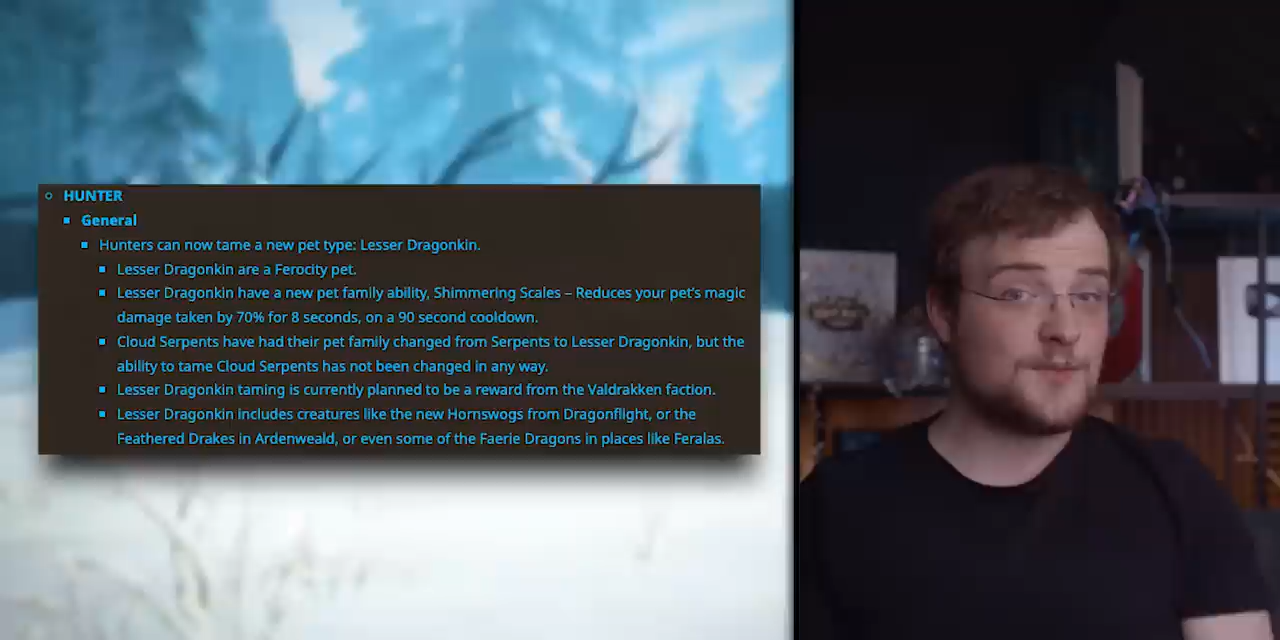 HUNTER
General
Hunters can now tame a new pet type: Lesser Dragonkin.
Lesser Dragonkin are a Ferocity pet.
Lesser Dragonkin have a new pet family ability, Shimmering Scales – Reduces your pet's magic
damage taken by 70% for 8 seconds, on a 90 second cooldown.
Cloud Serpents have had their pet family changed from Serpents to Lesser Dragonkin, but the
ability to tame Cloud Serpents has not been changed in any way.
Lesser Dragonkin taming is currently planned to be a reward from the Valdrakken faction.
Lesser Dragonkin includes creatures like the new Hornswogs from Dragonflight, or the
Feathered Drakes in Ardenweald, or even some of the Faerie Dragons in places like Feralas.